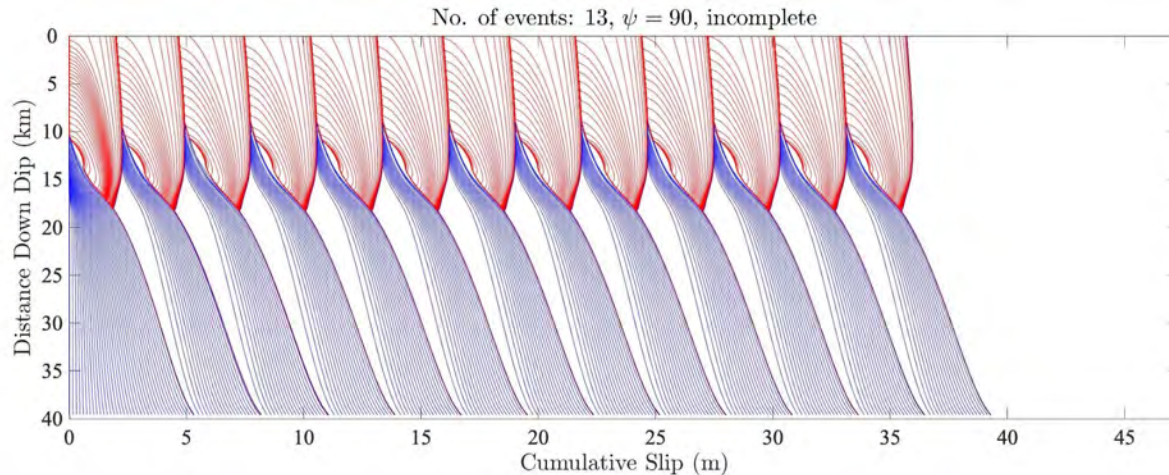 No. of events: 13, ψ = 90, incomplete
0
5
10
15
20
25
30
35
40
Distance Down Dip (km)
0 5 10 15 20 25 30 35 40 45
Cumulative Slip (m)